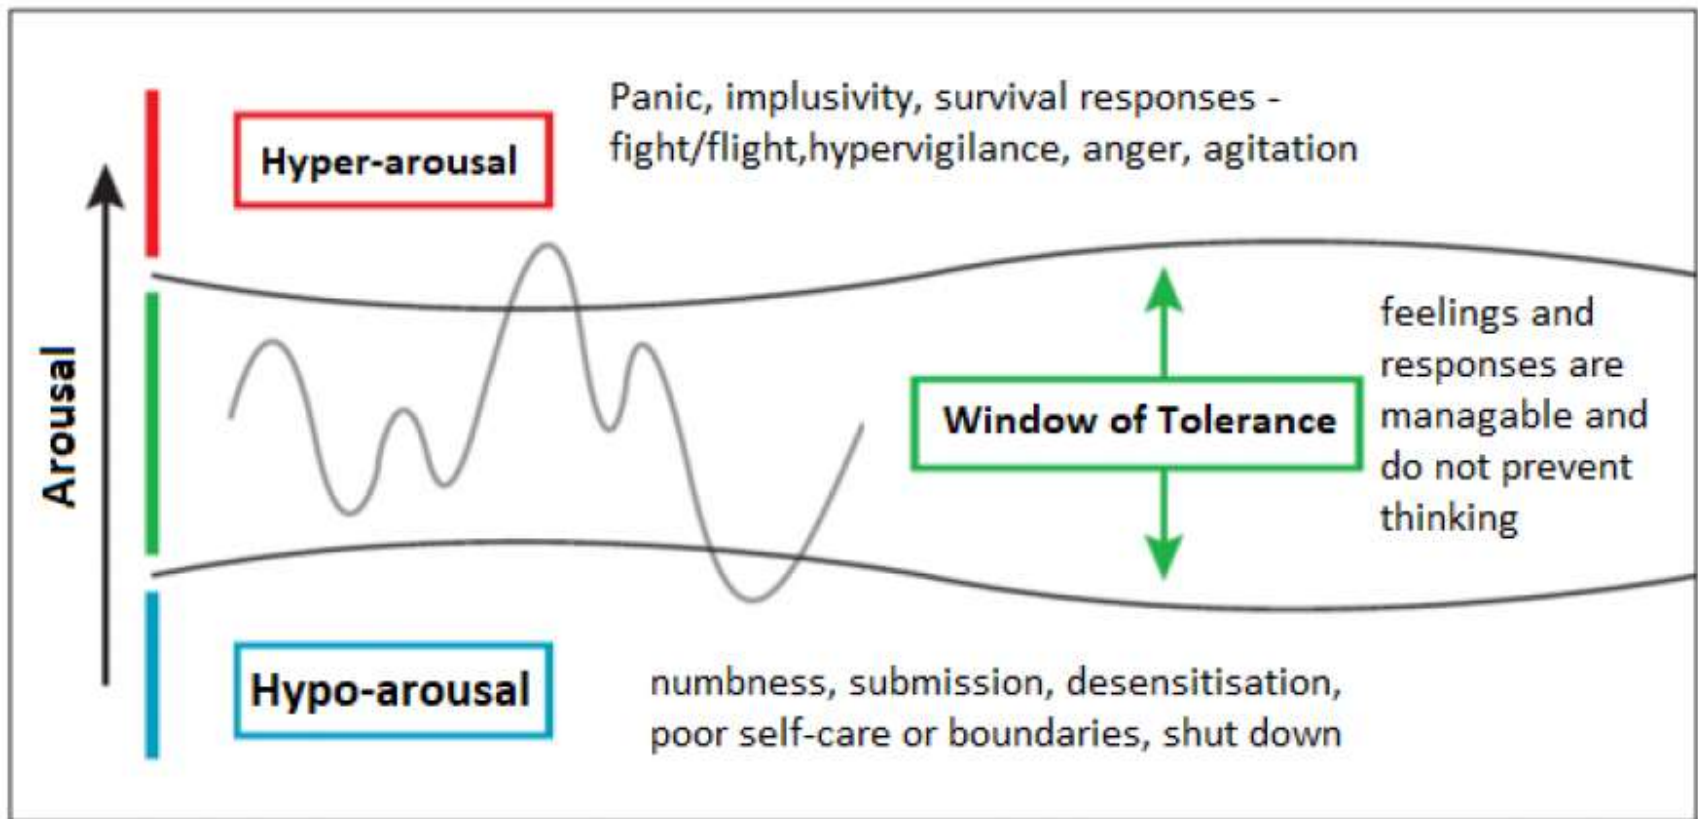 Panic, implusivity, survival responses -
fight/flight,hypervigilance, anger, agitation
Hyper-arousal
Arousal
Window of Tolerance
feelings and
responses are
managable and
do not prevent
thinking
Hypo-arousal
numbness, submission, desensitisation,
poor self-care or boundaries, shut down